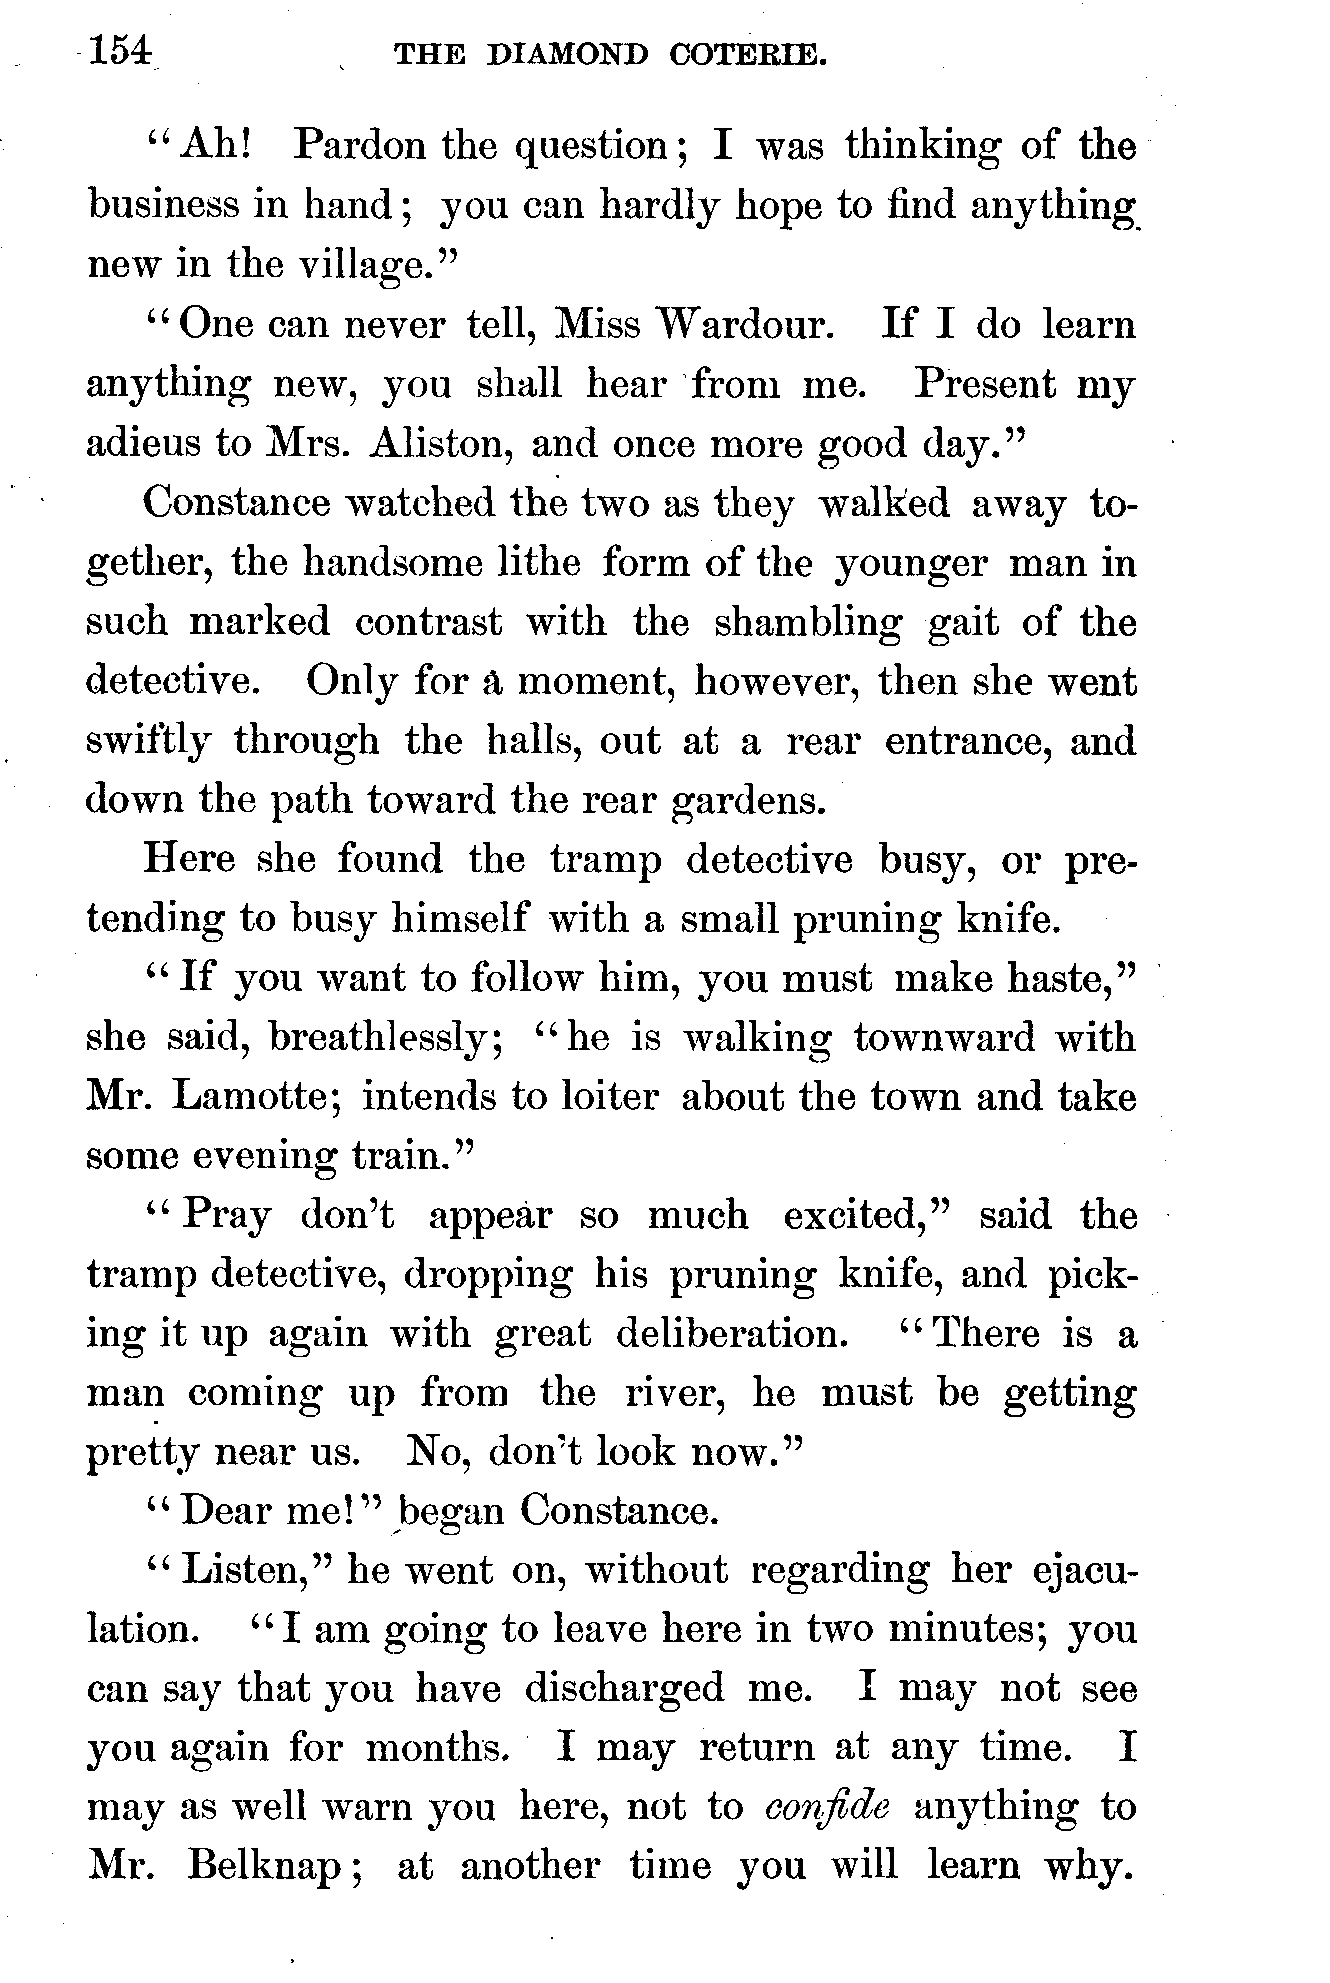 154 THE DIAMOND COTERIE.
“Ah! Pardon the question; I was thinking of the
business in hand; you can hardly hope to find anything
new in the village.”
“One can never tell, Miss Wardour. If I do learn
anything new, you shall hear from me. Present my
adieus to Mrs. Aliston, and once more good day.”
Constance watched the two as they walked away to-
gether, the handsome lithe form of the younger man in
such marked contrast with the shambling gait of the
detective. Only for a moment, however, then she went
swiftly through the halls, out at a rear entrance, and
down the path toward the rear gardens.
Here she found the tramp detective busy, or pre-
tending to busy himself with a small pruning knife.
“If you want to follow him, you must make haste,”
she said, breathlessly; “he is walking townward with
Mr. Lamotte; intends to loiter about the town and take
some evening train.”
“Pray don’t appear so much excited,” said the
tramp detective, dropping his pruning knife, and pick-
ing it up again with great deliberation. “There is a
man coming up from the river, he must be getting
pretty near us. No, don’t look now.”
“Dear me!” began Constance.
“Listen,” he went on, without regarding her ejacu-
lation. “I am going to leave here in two minutes; you
can say that you have discharged me. I may not see
you again for months. I may return at any time. I
may as well warn you here, not to confide anything to
Mr. Belknap; at another time you will learn why.